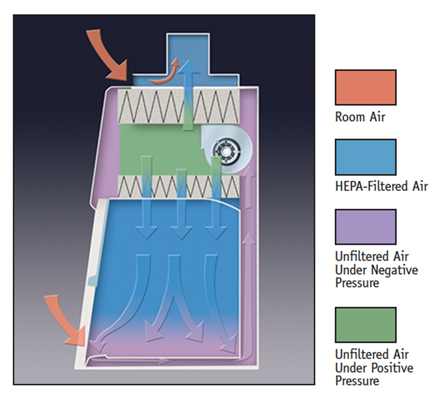 Room Air
HEPA-Filtered Air
Unfiltered Air
Under Negative
Pressure
Unfiltered Air
Under Positive
Pressure